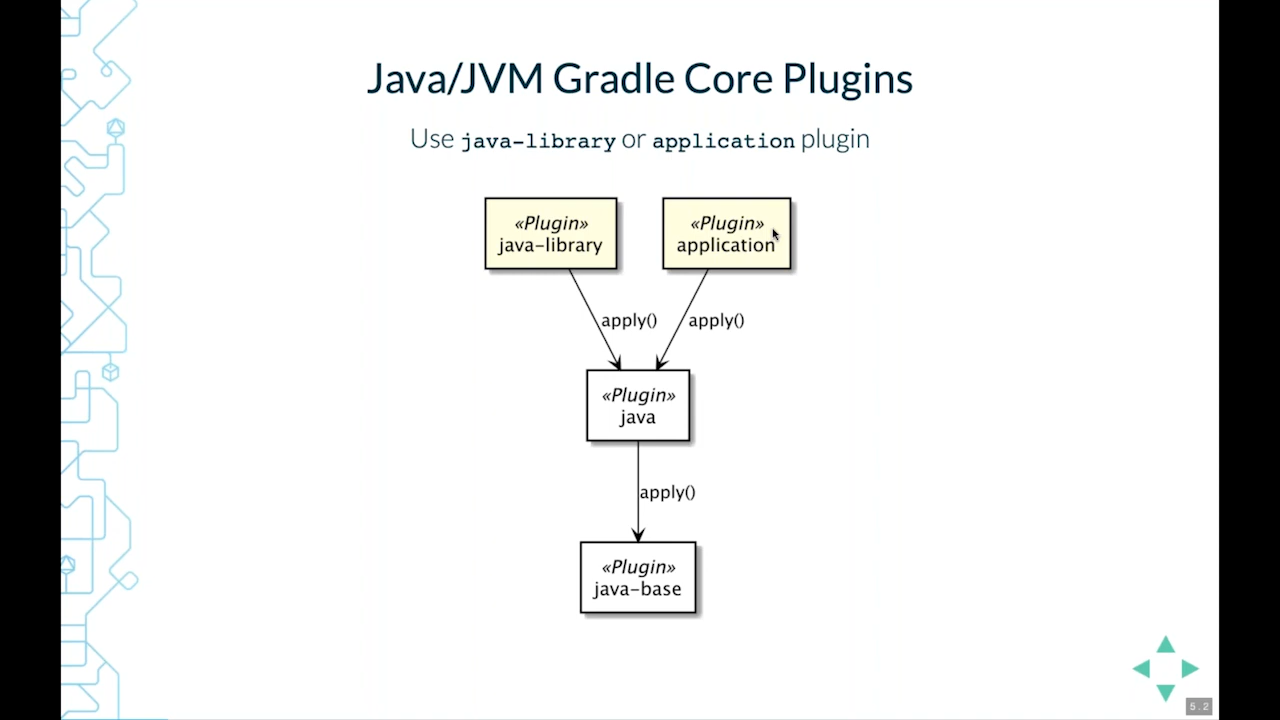 Java/JVM Gradle Core Plugins
Use java-library or application plugin
«Plugin»
java-library
«Plugin»
application
apply()
apply()
«Plugin»
java
apply()
«Plugin»
java-base
5.2